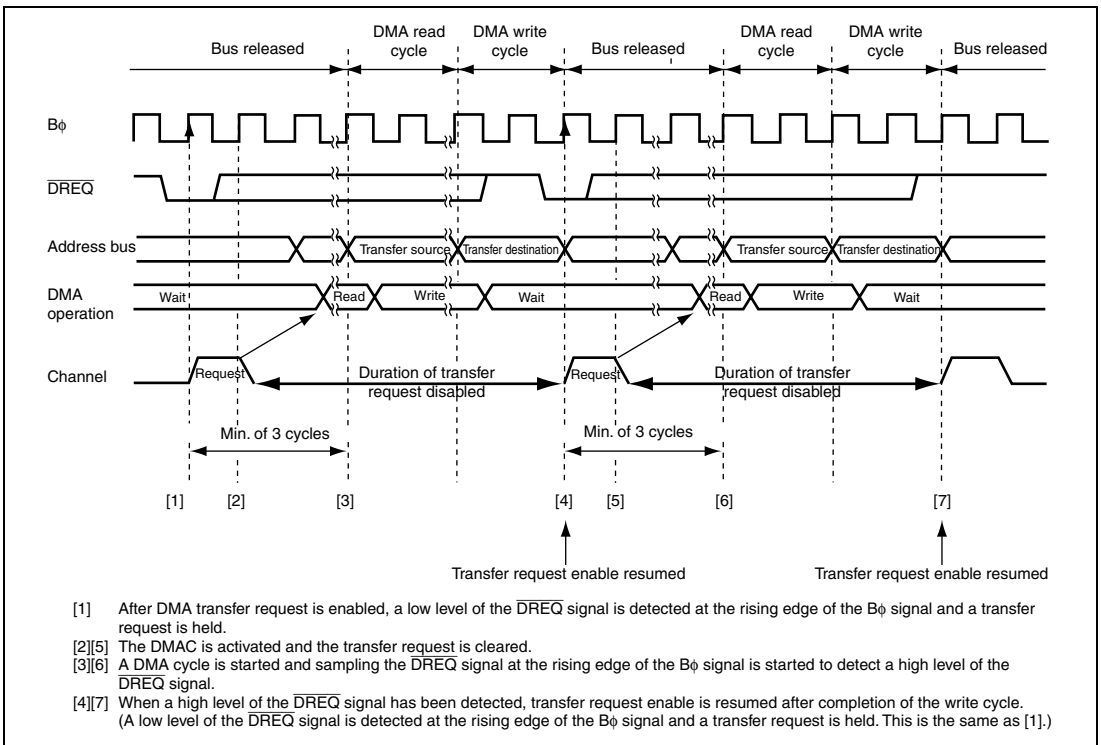 Bus released
DMA read
cycle
DMA write
cycle
Bus released
DMA read
cycle
DMA write
cycle
Bus released
Bφ
DREQ
Address bus
Transfer source
Transfer destination
Transfer source
Transfer destination
DMA
operation
Wait
Read
Write
Wait
Read
Write
Wait
Channel
Request
Duration of transfer
request disabled
Request
Duration of transfer
request disabled
Min. of 3 cycles
Min. of 3 cycles
[1] [2] [3] [4] [5] [6] [7]
Transfer request enable resumed
Transfer request enable resumed
[1] After DMA transfer request is enabled, a low level of the DREQ signal is detected at the rising edge of the Bφ signal and a transfer
request is held.
[2][5] The DMAC is activated and the transfer request is cleared.
[3][6] A DMA cycle is started and sampling the DREQ signal at the rising edge of the Bφ signal is started to detect a high level of the
DREQ signal.
[4][7] When a high level of the DREQ signal has been detected, transfer request enable is resumed after completion of the write cycle.
(A low level of the DREQ signal is detected at the rising edge of the Bφ signal and a transfer request is held. This is the same as [1].)